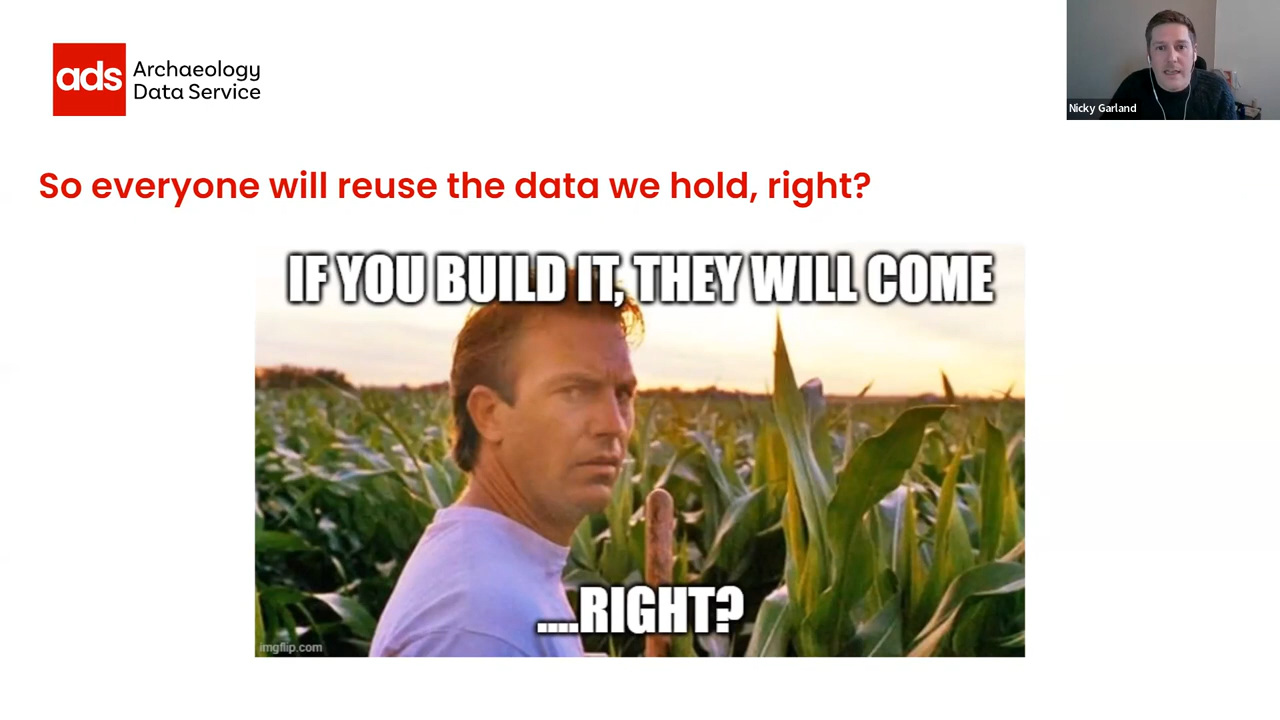 ads
Archaeology
Data Service
Nicky Garland
So everyone will reuse the data we hold, right?
IF YOU BUILD IT, THEY WILL COME
....RIGHT?
imgflip.com